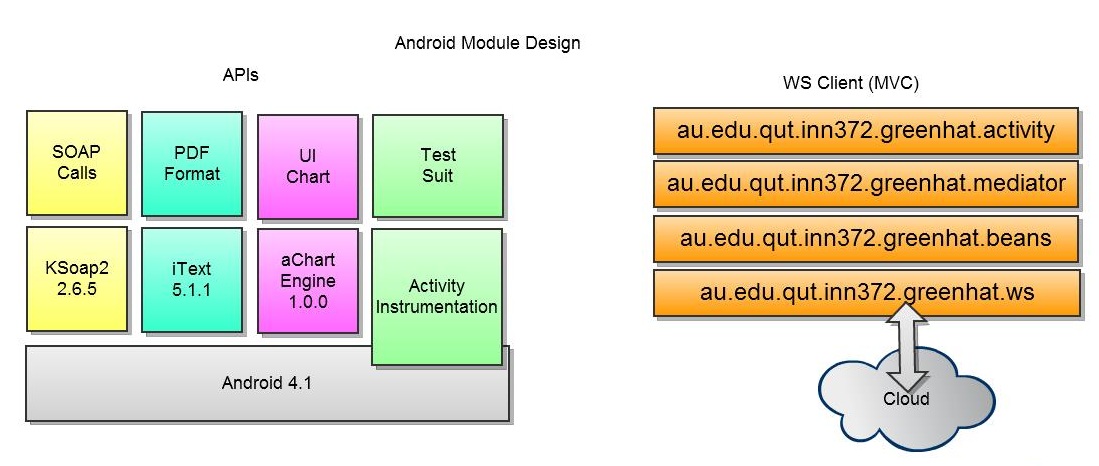 Android Module Design
APIs
SOAP
Calls
PDF
Format
UI
Chart
Test
Suit
KSoap2
2.6.5
iText
5.1.1
aChart
Engine
1.0.0
Activity
Instrumentation
Android 4.1
WS Client (MVC)
au.edu.qut.inn372.greenhat.activity
au.edu.qut.inn372.greenhat.mediator
au.edu.qut.inn372.greenhat.beans
au.edu.qut.inn372.greenhat.ws
Cloud